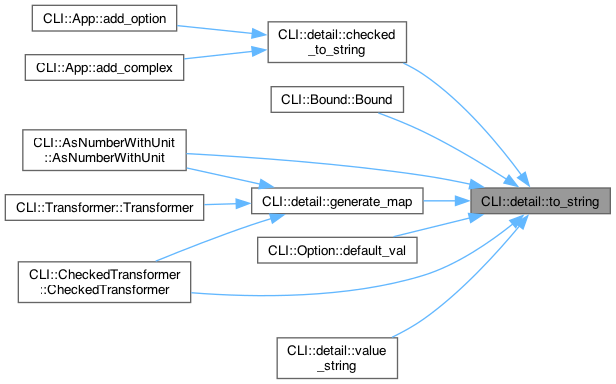 CLI::App::add_option
CLI::detail::checked
_to_string
CLI::App::add_complex
CLI::Bound::Bound
CLI::AsNumberWithUnit
::AsNumberWithUnit
CLI::Transformer::Transformer
CLI::detail::generate_map
CLI::detail::to_string
CLI::Option::default_val
CLI::CheckedTransformer
::CheckedTransformer
CLI::detail::value
_string